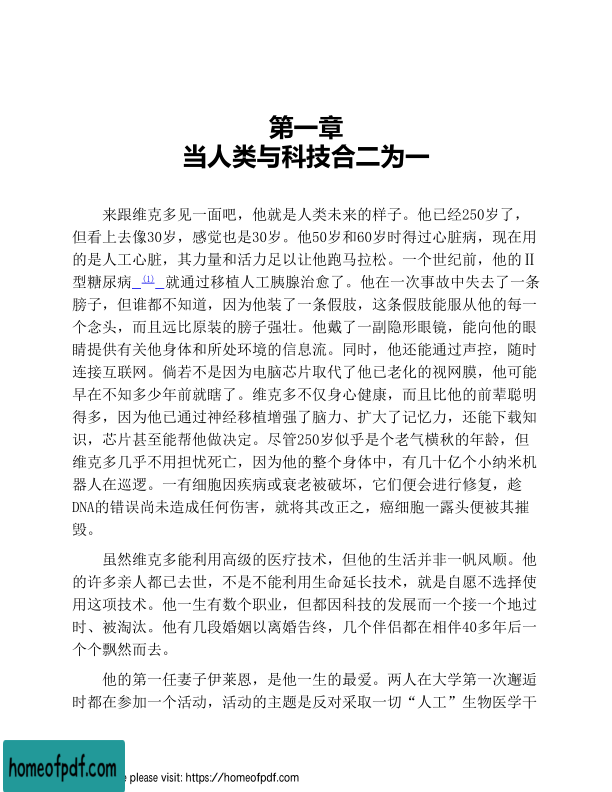 第一章
当人类与科技合二为一
来跟维克多见一面吧，他就是人类未来的样子。他已经250岁了，
但看上去像30岁，感觉也是30岁。他50岁和60岁时得过心脏病，现在用
的是人工心脏，其力量和活力足以让他跑马拉松。一个世纪前，他的Ⅱ
型糖尿病 (1) 就通过移植人工胰腺治愈了。他在一次事故中失去了一条
膀子，但谁都不知道，因为他装了一条假肢，这条假肢能服从他的每一
个念头，而且远比原装的膀子强壮。他戴了一副隐形眼镜，能向他的眼
睛提供有关他身体和所处环境的信息流。同时，他还能通过声控，随时
连接互联网。倘若不是因为电脑芯片取代了他已老化的视网膜，他可能
早在不知多少年前就瞎了。维克多不仅身心健康，而且比他的前辈聪明
得多，因为他已通过神经移植增强了脑力、扩大了记忆力，还能下载知
识，芯片甚至能帮他做决定。尽管250岁似乎是个老气横秋的年龄，但
维克多几乎不用担忧死亡，因为他的整个身体中，有几十亿个小纳米机
器人在巡逻。一有细胞因疾病或衰老被破坏，它们便会进行修复，趁
DNA的错误尚未造成任何伤害，就将其改正之，癌细胞一露头便被其摧
毁。
虽然维克多能利用高级的医疗技术，但他的生活并非一帆风顺。他
的许多亲人都已去世，不是不能利用生命延长技术，就是自愿不选择使
用这项技术。他一生有数个职业，但都因科技的发展而一个接一个地过
时、被淘汰。他有几段婚姻以离婚告终，几个伴侣都在相伴40多年后一
个个飘然而去。
他的第一任妻子伊莱恩，是他一生的最爱。两人在大学第一次邂逅
时都在参加一个活动，活动的主题是反对采取一切“人工”生物医学干
homeofpdf.com
e please visit: https://homeofpdf.com